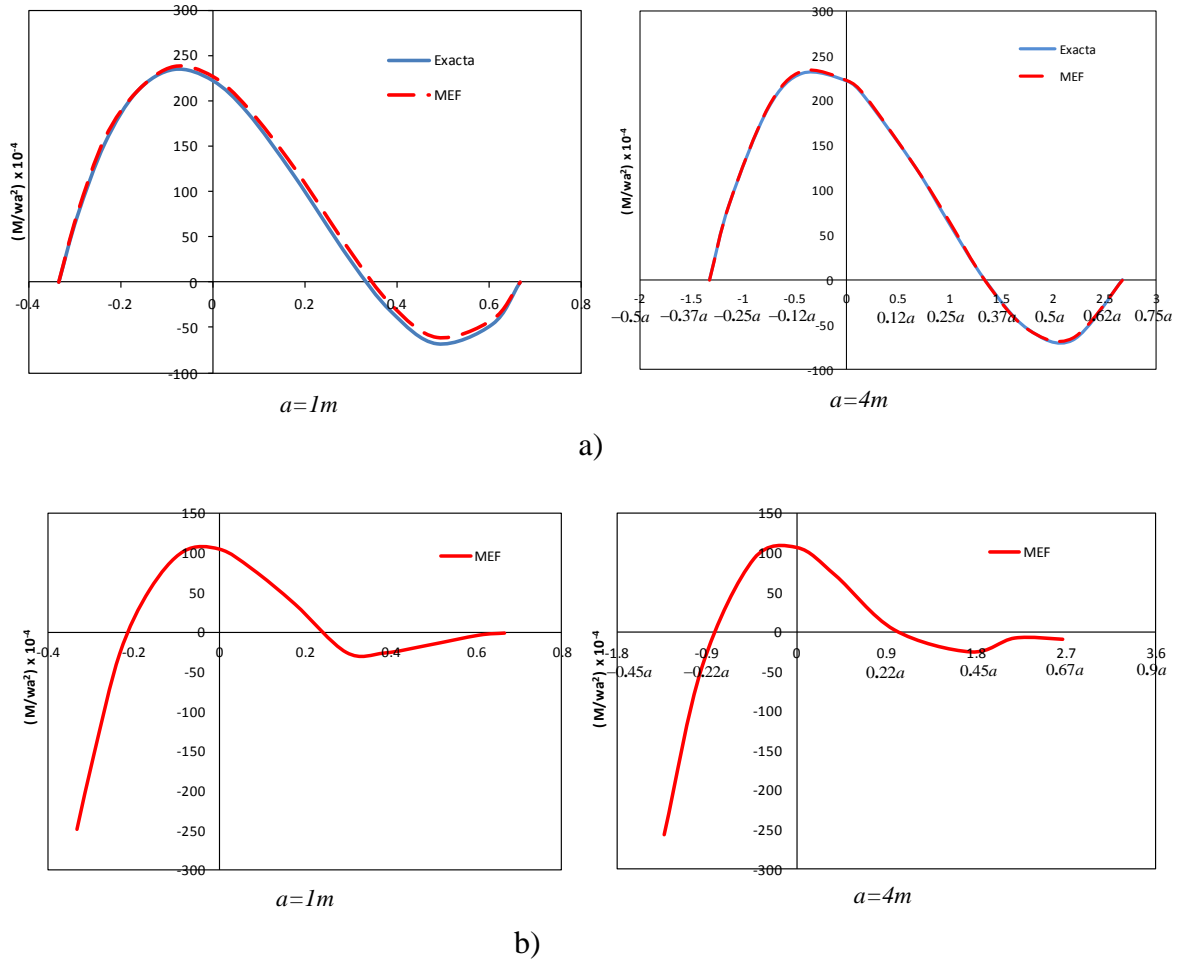 300
250
200
150
100
50
0
-50
-100
-0.4 -0.2 0 0.2 0.4 0.6 0.8
(M/wa²) x 10⁻⁴
Exacta
MEF
a=1m
300
250
200
150
100
50
0
-50
-100
-2 -1.5 -1 -0.5 0 0.5 1 1.5 2 2.5 3
−0.5a −0.37a −0.25a −0.12a 0.12a 0.25a 0.37a 0.5a 0.62a 0.75a
(M/wa²) x 10⁻⁴
Exacta
MEF
a=4m
a)
150
100
50
0
-50
-100
-150
-200
-250
-300
-0.4 -0.2 0 0.2 0.4 0.6 0.8
(M/wa²) x 10⁻⁴
MEF
a=1m
150
100
50
0
-50
-100
-150
-200
-250
-300
-1.8 -0.9 0 0.9 1.8 2.7 3.6
−0.45a −0.22a 0.22a 0.45a 0.67a 0.9a
(M/wa²) x 10⁻⁴
MEF
a=4m
b)